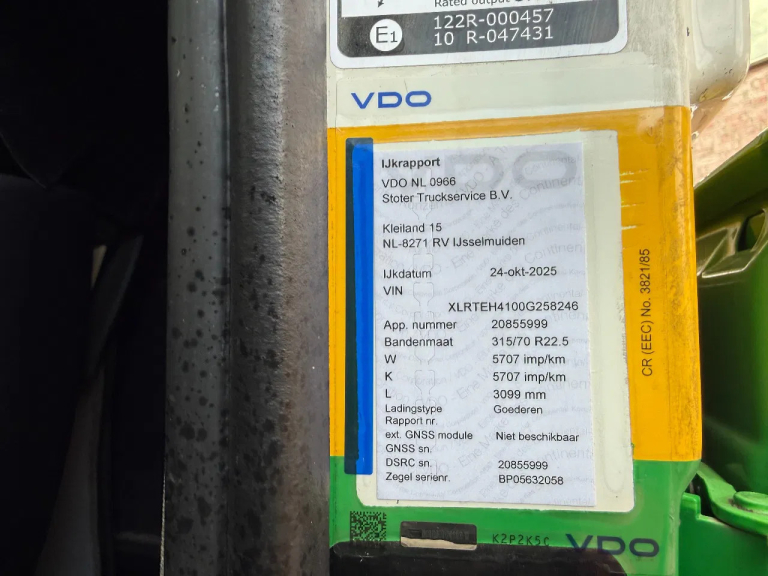 Rated output
E1
122R-000457
10 R-047431
VDO
IJkrapport
VDO NL 0966
Stoter Truckservice B.V.
Kleiland 15
NL-8271 RV IJsselmuiden
IJkdatum 24-okt-2025
VIN
XLRTEH4100G258246
App. nummer 20855999
Bandenmaat 315/70 R22.5
W 5707 imp/km
K 5707 imp/km
L 3099 mm
Ladingstype Goederen
Rapport nr.
ext. GNSS module Niet beschikbaar
GNSS sn.
DSRC sn. 20855999
Zegel serienr. BP05632058
CR (EEC) No. 3821/85
K2P2K5C
VDO